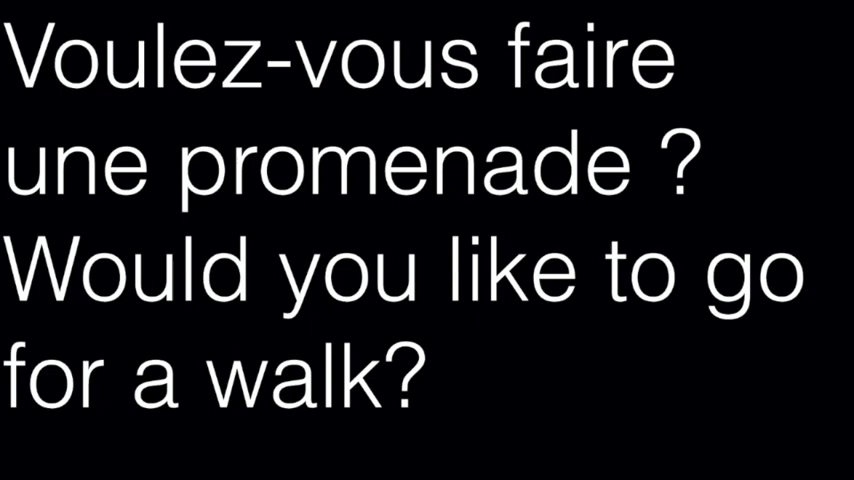 Voulez-vous faire
une promenade ?
Would you like to go
for a walk?